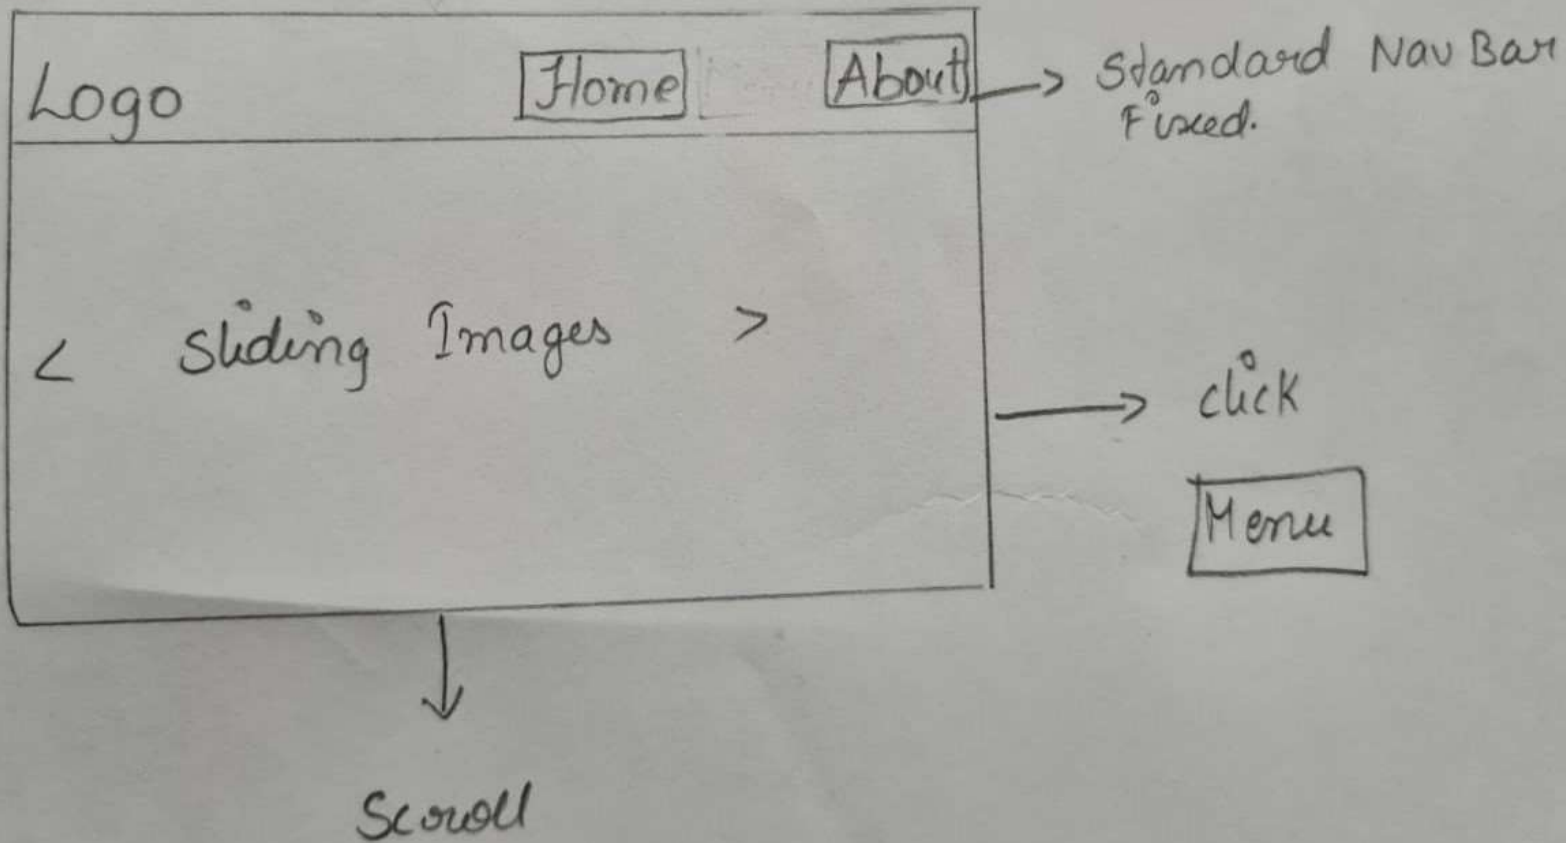 Logo Home About
Standard Nav Bar
Fixed.
< Sliding Images >
click
Menu
Scroll